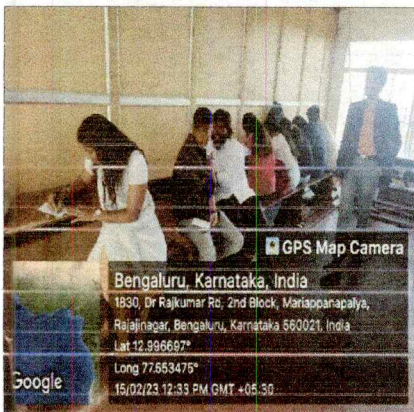 GPS Map Camera
Bengaluru, Karnataka, India
1830, Dr Rajkumar Rd, 2nd Block, Mariappanapalya,
Rajajinagar, Bengaluru, Karnataka 560021, India
Lat 12.996697°
Long 77.553475°
15/02/23 12:33 PM GMT +05:30
Google